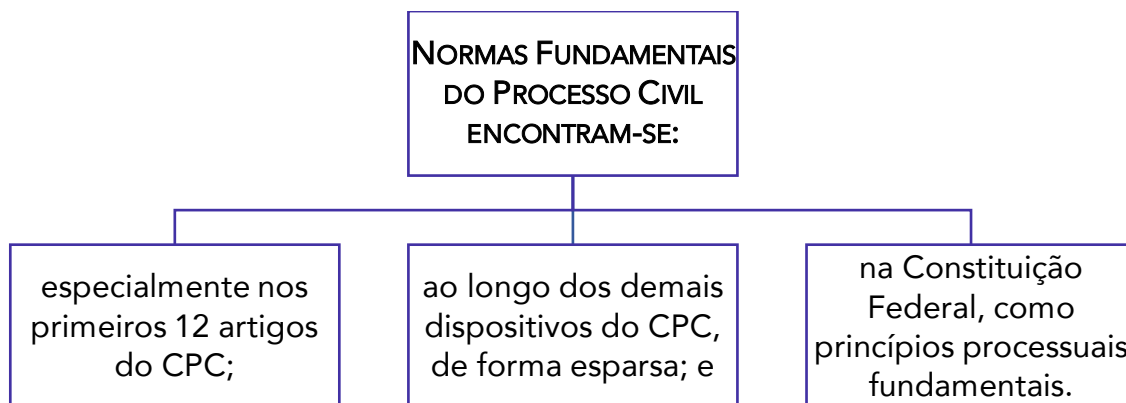 NORMAS FUNDAMENTAIS
DO PROCESSO CIVIL
ENCONTRAM-SE:
especialmente nos
primeiros 12 artigos
do CPC;
ao longo dos demais
dispositivos do CPC,
de forma esparsa; e
na Constituição
Federal, como
princípios processuais
fundamentais.